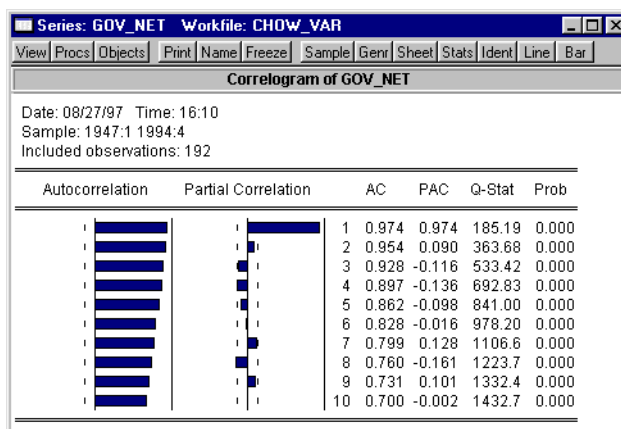 Series: GOV_NET Workfile: CHOW_VAR
View Procs Objects Print Name Freeze Sample Genr Sheet Stats Ident Line Bar
Correlogram of GOV_NET
Date: 08/27/97 Time: 16:10
Sample: 1947:1 1994:4
Included observations: 192
Autocorrelation Partial Correlation AC PAC Q-Stat Prob
1 0.974 0.974 185.19 0.000
2 0.954 0.090 363.68 0.000
3 0.928 -0.116 533.42 0.000
4 0.897 -0.136 692.83 0.000
5 0.862 -0.098 841.00 0.000
6 0.828 -0.016 978.20 0.000
7 0.799 0.128 1106.6 0.000
8 0.760 -0.161 1223.7 0.000
9 0.731 0.101 1332.4 0.000
10 0.700 -0.002 1432.7 0.000